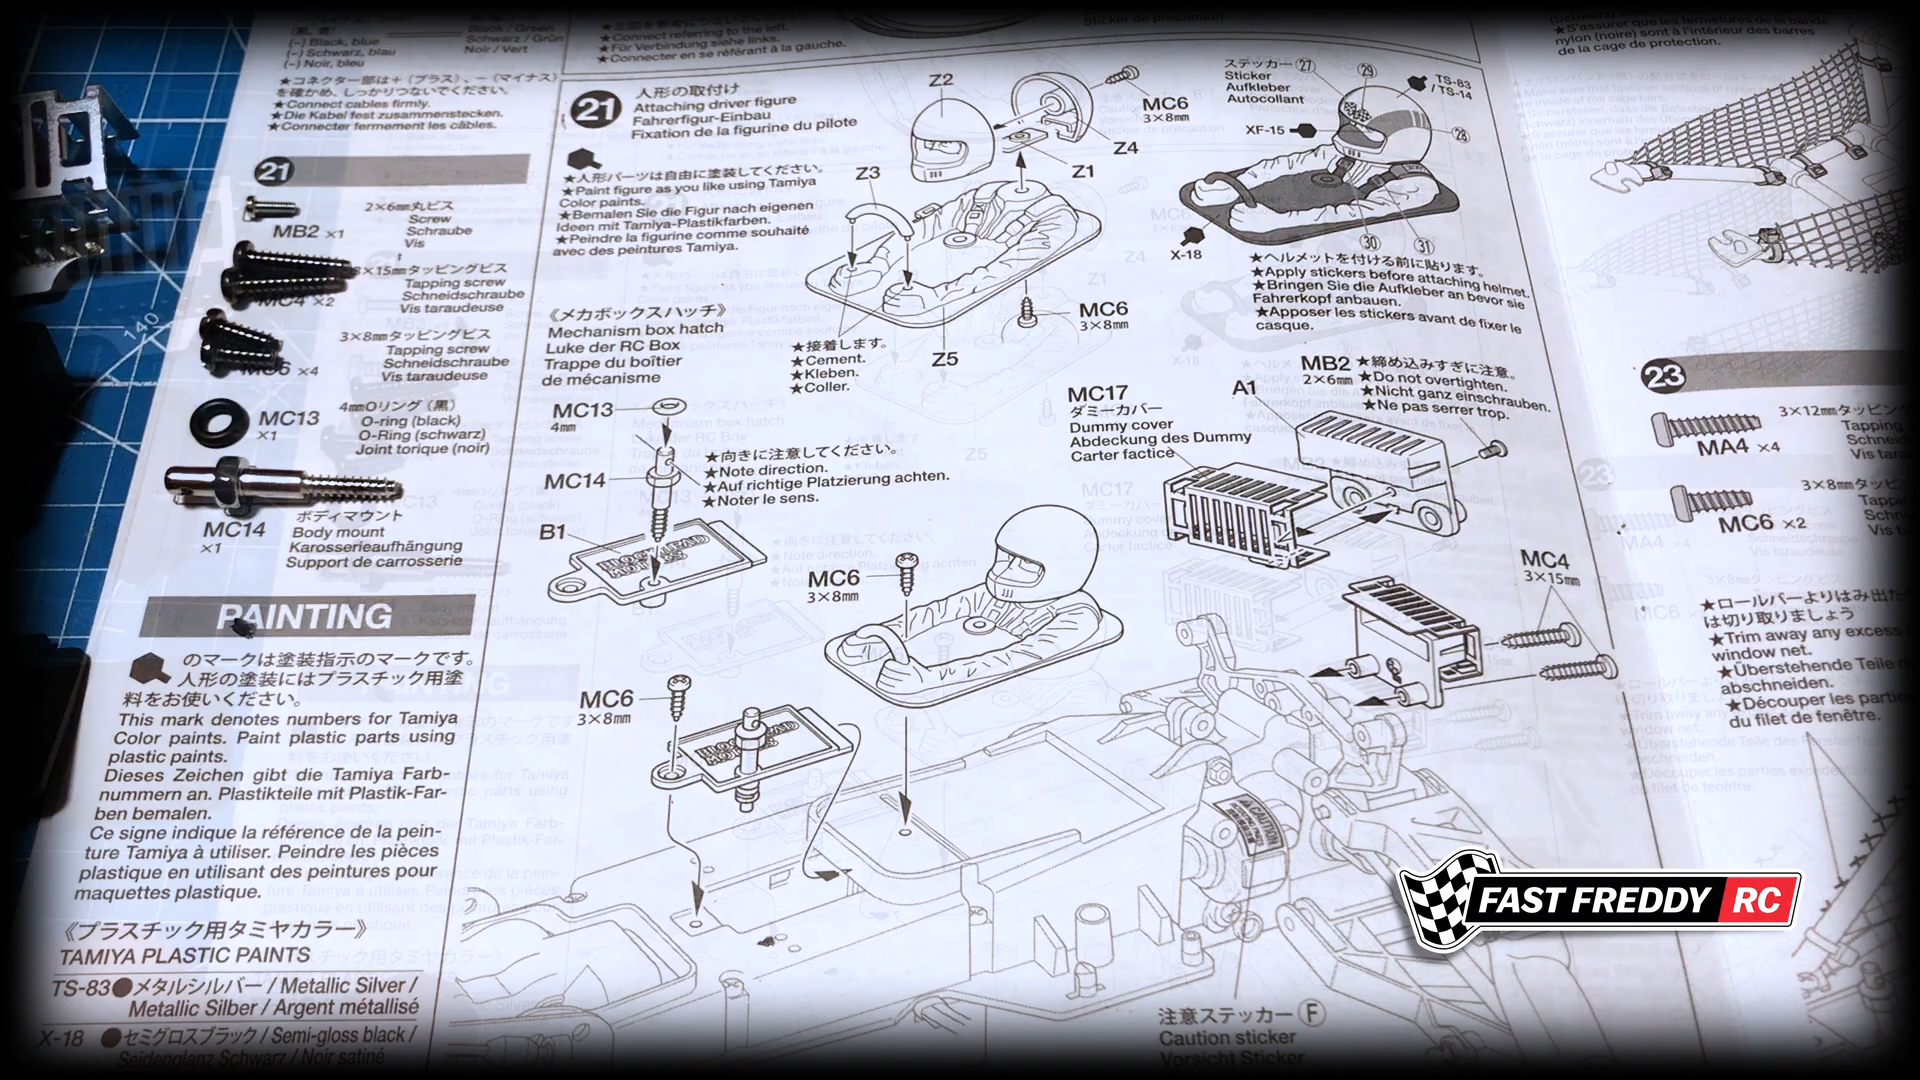 (−) Black, blue
(−) Schwarz, blau
(−) Noir, bleu
Black / Green
Schwarz / Grün
Noir / Vert
★コネクター部は+(プラス)、−(マイナス)
を確かめ、しっかりつないでください。
★Connect cables firmly.
★Die Kabel fest zusammenstecken.
★Connecter fermement les câbles.
★Connect referring to the left.
★Für Verbindung siehe links.
★Connecter en se référant à la gauche.
Sticker de précaution
★S'assurer que les fermetures de la bande
nylon (noire) sont à l'intérieur des barres
de la cage de protection.
21
2×6mm丸ビス
Screw
Schraube
Vis
MB2 ×1
3×15mmタッピングビス
Tapping screw
Schneidschraube
Vis taraudeuse
MC4 ×2
3×8mmタッピングビス
Tapping screw
Schneidschraube
Vis taraudeuse
MC6 ×4
MC13
×1
4mmOリング(黒)
O-ring (black)
O-Ring (schwarz)
Joint torique (noir)
MC14
×1
ボディマウント
Body mount
Karosserieaufhängung
Support de carrosserie
140
PAINTING
のマークは塗装指示のマークです。
人形の塗装にはプラスチック用塗
料をお使いください。
This mark denotes numbers for Tamiya
Color paints. Paint plastic parts using
plastic paints.
Dieses Zeichen gibt die Tamiya Farb-
nummern an. Plastikteile mit Plastik-Far-
ben bemalen.
Ce signe indique la référence de la pein-
ture Tamiya à utiliser. Peindre les pièces
plastique en utilisant des peintures pour
maquettes plastique.
《プラスチック用タミヤカラー》
TAMIYA PLASTIC PAINTS
TS-83●メタルシルバー / Metallic Silver /
Metallic Silber / Argent métallisé
X-18 ●セミグロスブラック / Semi-gloss black /
Seidenglanz Schwarz / Noir satiné
21
人形の取付け
Attaching driver figure
Fahrerfigur-Einbau
Fixation de la figurine du pilote
★人形パーツは自由に塗装してください。
★Paint figure as you like using Tamiya
Color paints.
★Bemalen Sie die Figur nach eigenen
Ideen mit Tamiya-Plastikfarben.
★Peindre la figurine comme souhaité
avec des peintures Tamiya.
Z2
MC6
3×8mm
Z4
Z1
Z3
MC6
3×8mm
Z5
★接着します。
★Cement.
★Kleben.
★Coller.
ステッカー 27
Sticker
Aufkleber
Autocollant
29
TS-83
/ TS-14
XF-15
28
X-18
30
31
★ヘルメットを付ける前に貼ります。
★Apply stickers before attaching helmet.
★Bringen Sie die Aufkleber an bevor sie
Fahrerkopf anbauen.
★Apposer les stickers avant de fixer le
casque.
《メカボックスハッチ》
Mechanism box hatch
Luke der RC Box
Trappe du boîtier
de mécanisme
MC13
4mm
MC14
★向きに注意してください。
★Note direction.
★Auf richtige Platzierung achten.
★Noter le sens.
B1
MC17
ダミーカバー
Dummy cover
Abdeckung des Dummy
Carter factice
A1
MB2
2×6mm
★締め込みすぎに注意。
★Do not overtighten.
★Nicht ganz einschrauben.
★Ne pas serrer trop.
MC6
3×8mm
MC4
3×15mm
MC6
3×8mm
CAUTION
注意ステッカー F
Caution sticker
Vorsicht Sticker
23
3×12mmタッピン
Tapping
MA4 ×4
3×8mmタッピ
MC6 ×2
★ロールバーよりはみ出た
は切り取りましょう
★Trim away any excess
window net.
★Überstehende Teile
abschneiden.
★Découper les parties
du filet de fenêtre.
FAST FREDDY RC